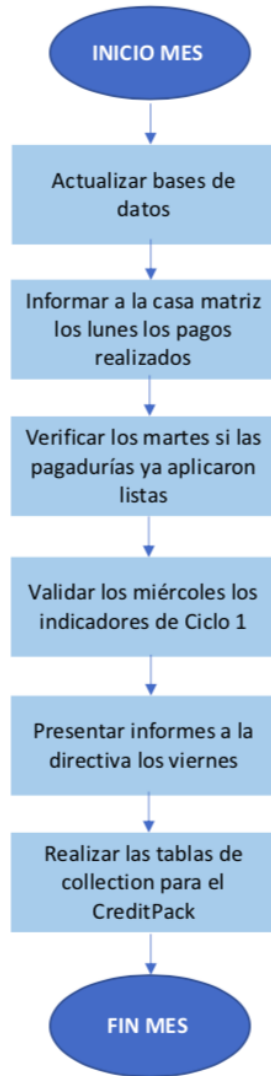 INICIO MES
Actualizar bases de
datos
Informar a la casa matriz
los lunes los pagos
realizados
Verificar los martes si las
pagadurías ya aplicaron
listas
Validar los miércoles los
indicadores de Ciclo 1
Presentar informes a la
directiva los viernes
Realizar las tablas de
collection para el
CreditPack
FIN MES